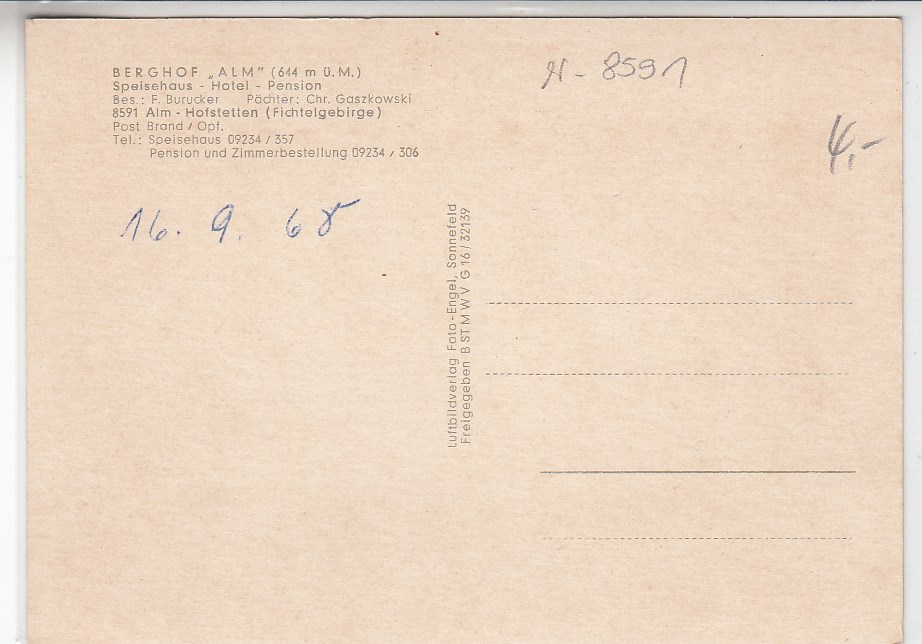 BERGHOF „ALM” (644 m ü. M.)
Speisehaus - Hotel - Pension
Bes.: F. Burucker Pächter: Chr. Gaszkowski
8591 Alm - Hofstetten (Fichtelgebirge)
Post Brand / Opf.
Tel.: Speisehaus 09234 / 357
Pension und Zimmerbestellung 09234 / 306
N - 8591
4,-
16. 9. 68
Luftbildverlag Foto-Engel, Sonnefeld
Freigegeben B ST M W V G 16 / 32139